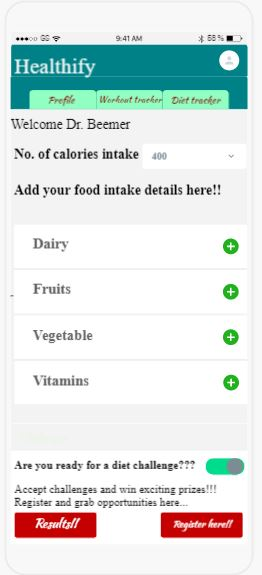 GS 9:41 AM 58%
Healthify
Profile Workout tracker Diet tracker
Welcome Dr. Beemer
No. of calories intake 400
Add your food intake details here!!
Dairy
Fruits
Vegetable
Vitamins
Are you ready for a diet challenge???
Accept challenges and win exciting prizes!!!
Register and grab opportunities here...
Results!! Register here!!